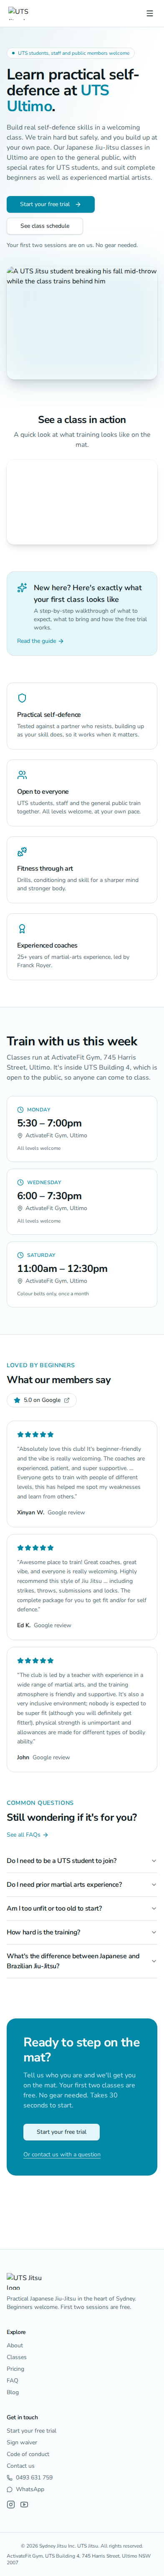 UTS
UTS students, staff and public members welcome
Learn practical self-
defence at UTS
Ultimo.
Build real self-defence skills in a welcoming
class. We train hard but safely, and you build up
at your own pace. Our Japanese Jiu-Jitsu classes in
Ultimo are open to the general public, with
special rates for UTS students, and suit complete
beginners as well as experienced martial artists.
Start your free trial →
See class schedule
Your first two sessions are on us. No gear needed.
A UTS Jitsu student breaking his fall mid-throw
while the class trains behind him
See a class in action
A quick look at what training looks like on the
mat.
New here? Here's exactly what
your first class looks like
A step-by-step walkthrough of what to
expect, what to bring and how the free trial
works.
Read the guide →
Practical self-defence
Tested against a partner who resists, building up
as your skills do, so it works when it matters.
Open to everyone
UTS students, staff and the general public train
together. All levels welcome, at your own pace.
Fitness through art
Drills, conditioning and skill for a sharper mind
and stronger body.
Experienced coaches
25+ years of martial-arts experience, led by
Franck Royer.
Train with us this week
Classes run at ActivateFit Gym, 745 Harris
Street, Ultimo. It's inside UTS Building 4, which is
open to the public, so anyone can come to class.
MONDAY
5:30 – 7:00pm
ActivateFit Gym, Ultimo
All levels welcome
WEDNESDAY
6:00 – 7:30pm
ActivateFit Gym, Ultimo
All levels welcome
SATURDAY
11:00am – 12:30pm
ActivateFit Gym, Ultimo
Colour belts only, once a month
LOVED BY BEGINNERS
What our members say
5.0 on Google
"Absolutely love this club! It's beginner-friendly
and the vibe is really welcoming. The coaches are
experienced, patient, and super supportive. ...
Everyone gets to train with people of different
levels, this has helped me spot my weaknesses
and learn from others."
Xinyan W. Google review
"Awesome place to train! Great coaches, great
vibe, and everyone is really welcoming. Highly
recommend this style of Jiu Jitsu ... including
strikes, throws, submissions and locks. The
complete package for you to get fit and/or for self
defence."
Ed K. Google review
"The club is led by a teacher with experience in a
wide range of martial arts, and the training
atmosphere is friendly and supportive. It's also a
very inclusive environment; nobody is expected to
be super fit (although you will definitely get
fitter!), physical strength is unimportant and
allowances are made for different types of bodily
ability."
John Google review
COMMON QUESTIONS
Still wondering if it's for you?
See all FAQs →
Do I need to be a UTS student to join?
Do I need prior martial arts experience?
Am I too unfit or too old to start?
How hard is the training?
What's the difference between Japanese and
Brazilian Jiu-Jitsu?
Ready to step on the
mat?
Tell us who you are and we'll get you
on the mat. Your first two classes are
free. No gear needed. Takes 30
seconds to start.
Start your free trial
Or contact us with a question
UTS Jitsu
logo
Practical Japanese Jiu-Jitsu in the heart of Sydney.
Beginners welcome. First two sessions are free.
Explore
About
Classes
Pricing
FAQ
Blog
Get in touch
Start your free trial
Sign waiver
Code of conduct
Contact us
0493 631 759
WhatsApp
© 2026 Sydney Jitsu Inc. UTS Jitsu, All rights reserved.
ActivateFit Gym, UTS Building 4, 745 Harris Street, Ultimo NSW
2007